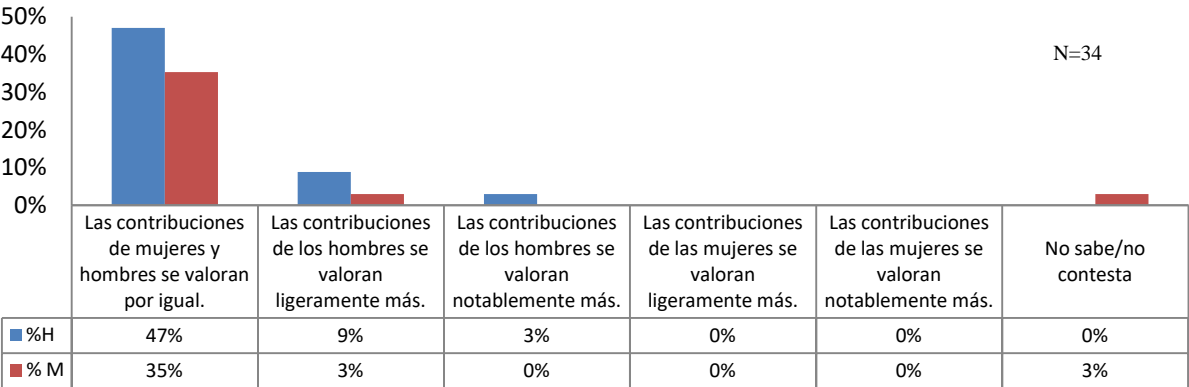 50%
40%
30%
20%
10%
0%
N=34
Las contribuciones
de mujeres y
hombres se valoran
por igual.
Las contribuciones
de los hombres se
valoran
ligeramente más.
Las contribuciones
de los hombres se
valoran
notablemente más.
Las contribuciones
de las mujeres se
valoran
ligeramente más.
Las contribuciones
de las mujeres se
valoran
notablemente más.
No sabe/no
contesta
%H 47% 9% 3% 0% 0% 0%
% M 35% 3% 0% 0% 0% 3%